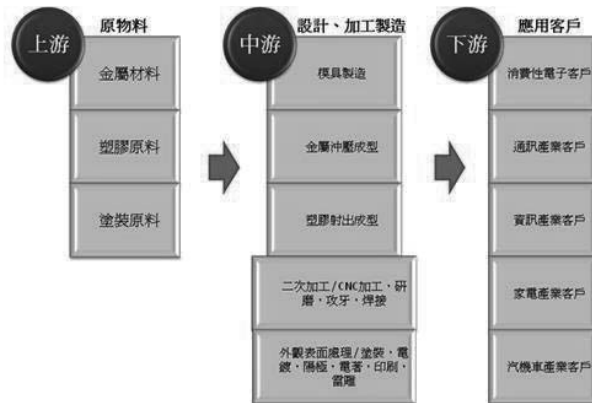 上游
原物料
金屬材料
塑膠原料
塗裝原料
中游
設計、加工製造
模具製造
金屬沖壓成型
塑膠射出成型
二次加工/CNC加工、研
磨、攻牙、焊接
外觀表面處理/塗裝、電
鍍、陽極、電著、印刷、
雷雕
下游
應用客戶
消費性電子客戶
通訊產業客戶
資訊產業客戶
家電產業客戶
汽機車產業客戶